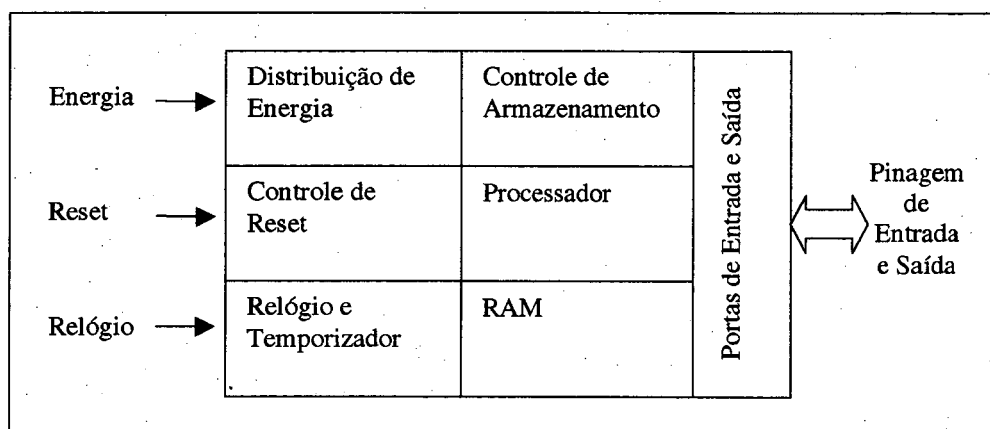 Energia
Distribuição de
Energia
Controle de
Armazenamento
Reset
Controle de
Reset
Processador
Relógio
Relógio e
Temporizador
RAM
Portas de Entrada e Saída
Pinagem
de
Entrada
e Saída